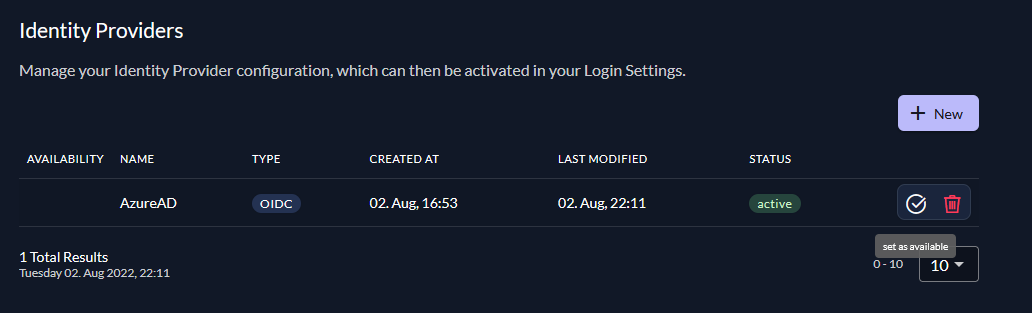 Identity Providers
Manage your Identity Provider configuration, which can then be activated in your Login Settings.
New
AVAILABILITY NAME TYPE CREATED AT LAST MODIFIED STATUS
AzureAD OIDC 02. Aug, 16:53 02. Aug, 22:11 active
set as available
1 Total Results
Tuesday 02. Aug 2022, 22:11
0 - 10 10